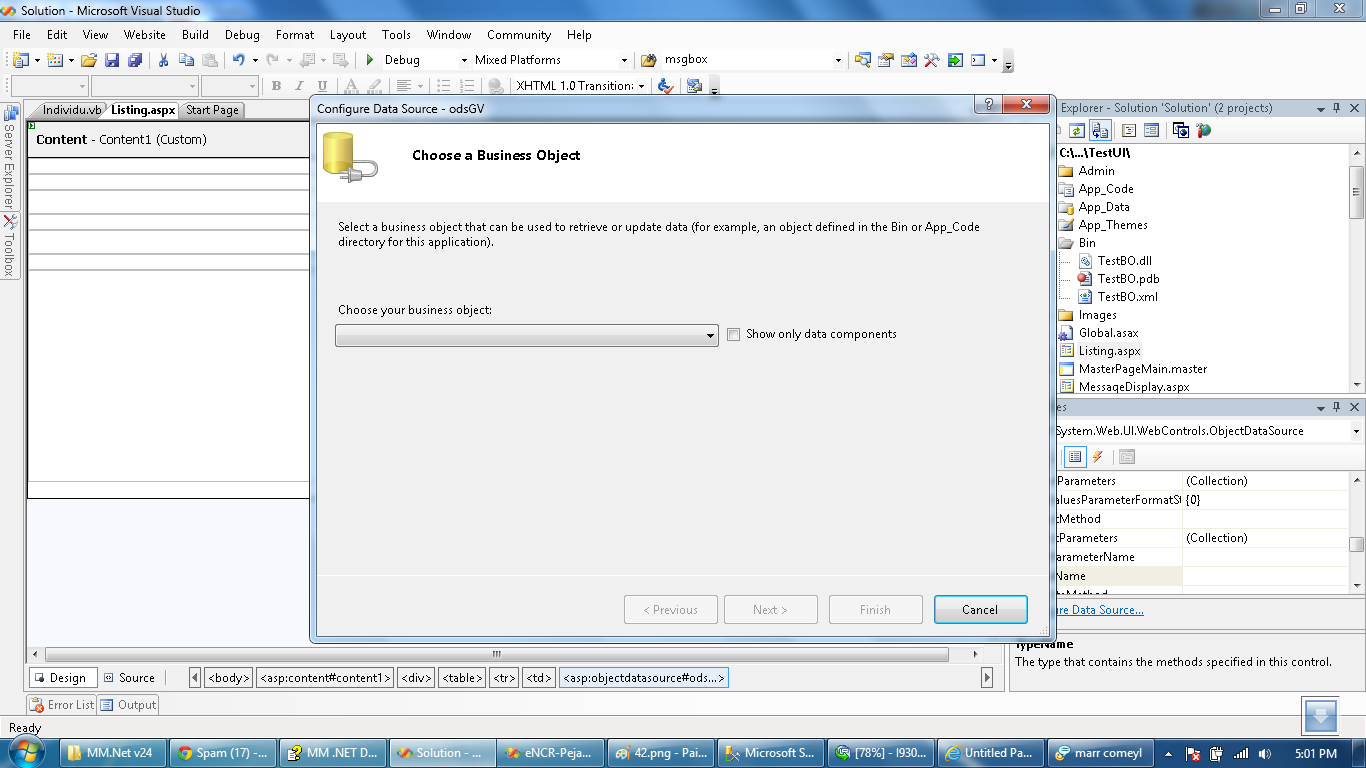 Solution - Microsoft Visual Studio
File Edit View Website Build Debug Format Layout Tools Window Community Help
Debug Mixed Platforms msgbox
B I U A XHTML 1.0 Transition:
Server Explorer
Toolbox
Individu.vb Listing.aspx Start Page
Content - Content1 (Custom)
Configure Data Source - odsGV
Choose a Business Object
Select a business object that can be used to retrieve or update data (for example, an object defined in the Bin or App_Code
directory for this application).
Choose your business object:
Show only data components
< Previous Next > Finish Cancel
Explorer - Solution 'Solution' (2 projects)
C:\...\TestUI\
Admin
App_Code
App_Data
App_Themes
Bin
TestBO.dll
TestBO.pdb
TestBO.xml
Images
Global.asax
Listing.aspx
MasterPageMain.master
MessageDisplay.aspx
es
System.Web.UI.WebControls.ObjectDataSource
Parameters (Collection)
aluesParameterFormatSt {0}
tMethod
tParameters (Collection)
arameterName
Name
re Data Source...
TypeName
The type that contains the methods specified in this control.
Design Source <body> <asp:content#content1> <div> <table> <tr> <td> <asp:objectdatasource#ods...>
Error List Output
Ready
MM.Net v24 Spam (17) -... MM .NET D... Solution - ... eNCR-Peja... 42.png - Pai... Microsoft S... [78%] - I930... Untitled Pa... marr comeyl 5:01 PM